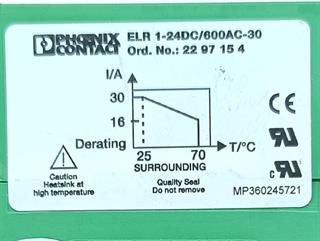 PHOENIX CONTACT
ELR 1-24DC/600AC-30
Ord. No.: 22 97 15 4
I/A
30
16
Derating
25
70
T/°C
SURROUNDING
Caution
Heatsink at
high temperature
Quality Seal
Do not remove
CE
c
MP360245721